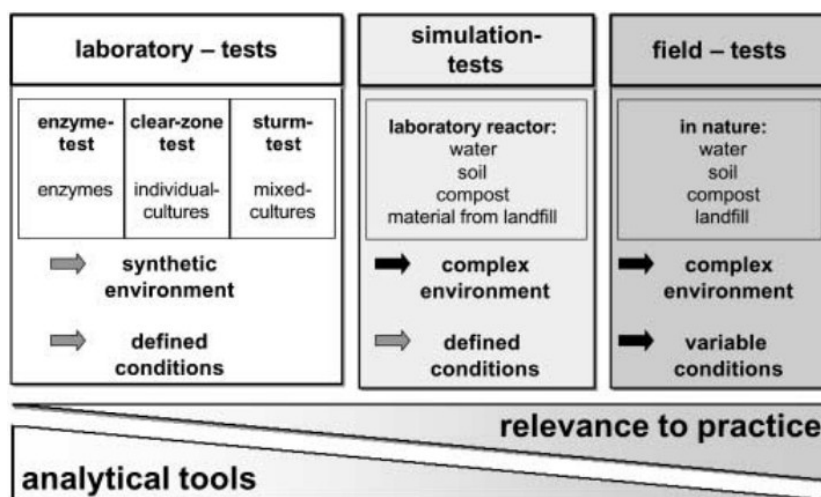 laboratory – tests
enzyme-
test
enzymes
clear-zone
test
individual-
cultures
sturm-
test
mixed-
cultures
synthetic
environment
defined
conditions
simulation-
tests
laboratory reactor:
water
soil
compost
material from landfill
complex
environment
defined
conditions
field – tests
in nature:
water
soil
compost
landfill
complex
environment
variable
conditions
relevance to practice
analytical tools